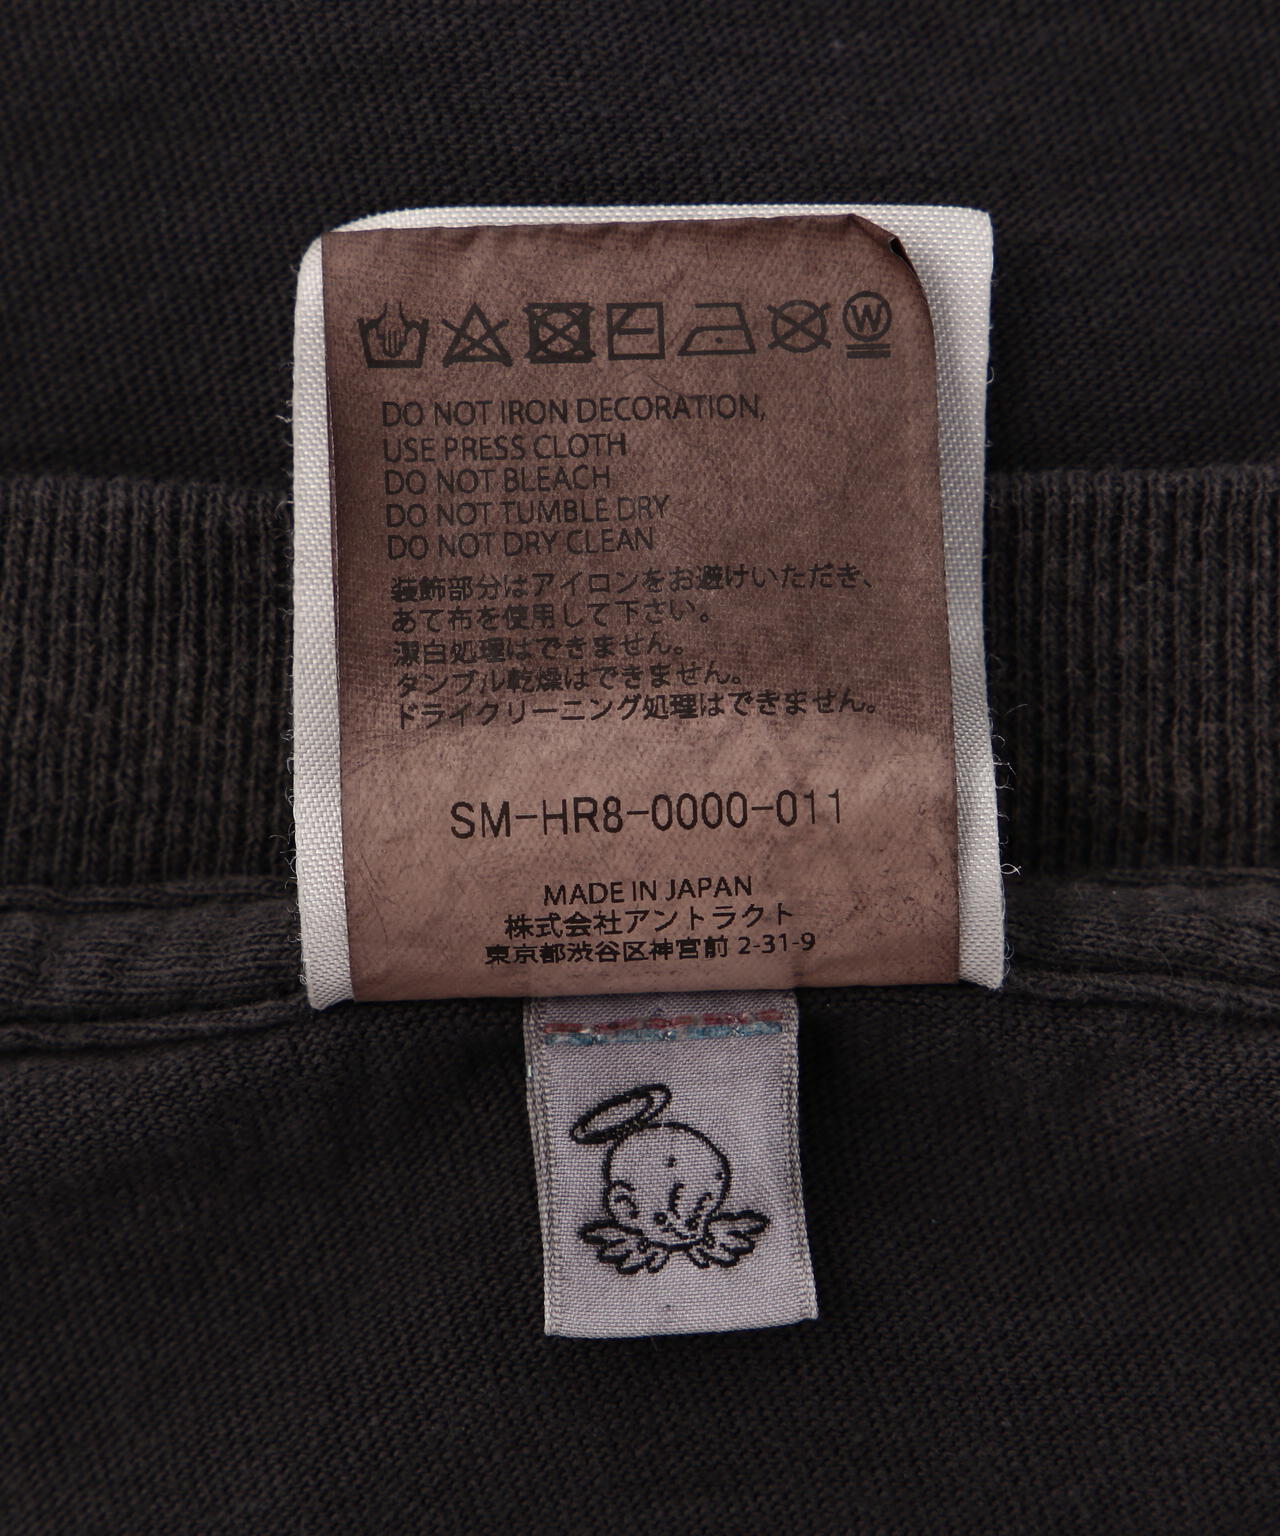 W
DO NOT IRON DECORATION,
USE PRESS CLOTH
DO NOT BLEACH
DO NOT TUMBLE DRY
DO NOT DRY CLEAN
装飾部分はアイロンをお避けいただき、
あて布を使用して下さい。
漂白処理はできません。
タンブル乾燥はできません。
ドライクリーニング処理はできません。
SM-HR8-0000-011
MADE IN JAPAN
株式会社アントラクト
東京都渋谷区神宮前 2-31-9